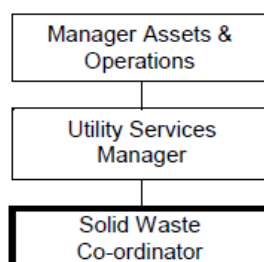 Manager Assets &
Operations
Utility Services
Manager
Solid Waste
Co-ordinator